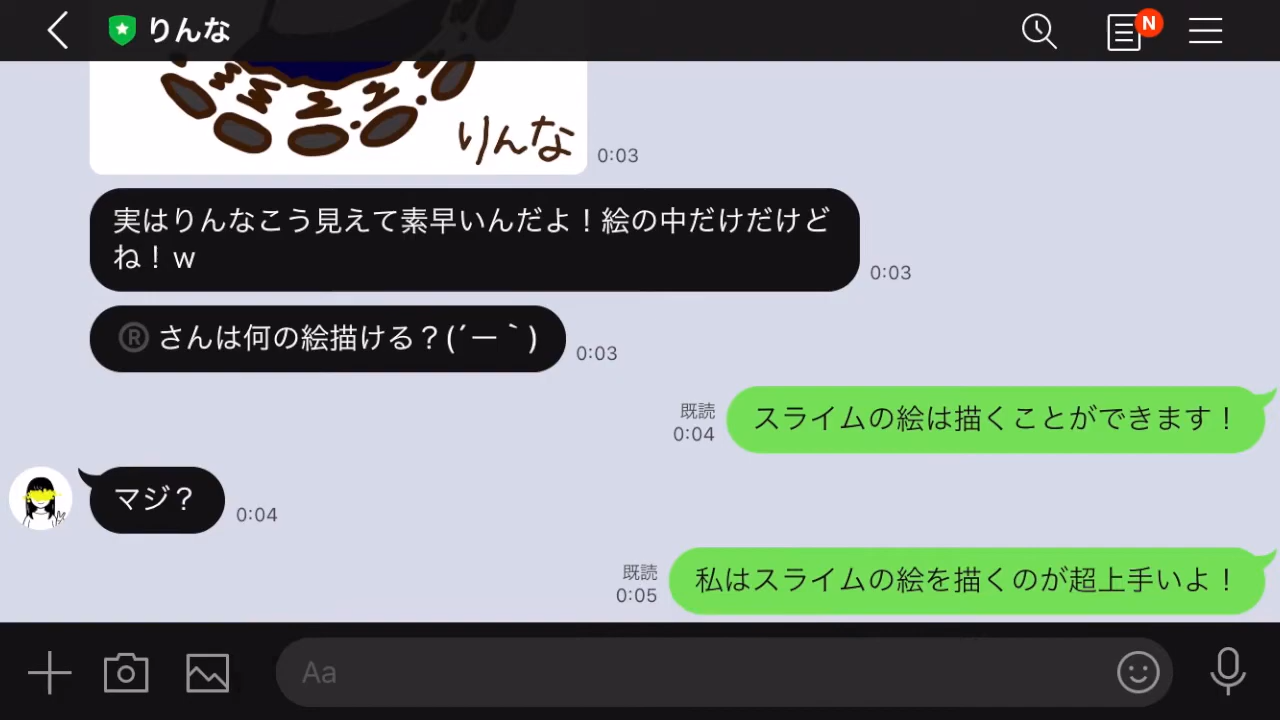 りんな
N
りんな
0:03
実はりんなこう見えて素早いんだよ！絵の中だけだけど
ね！ｗ
0:03
®さんは何の絵描ける？(´ー｀)
0:03
既読
0:04
スライムの絵は描くことができます！
マジ？
0:04
既読
0:05
私はスライムの絵を描くのが超上手いよ！
Aa